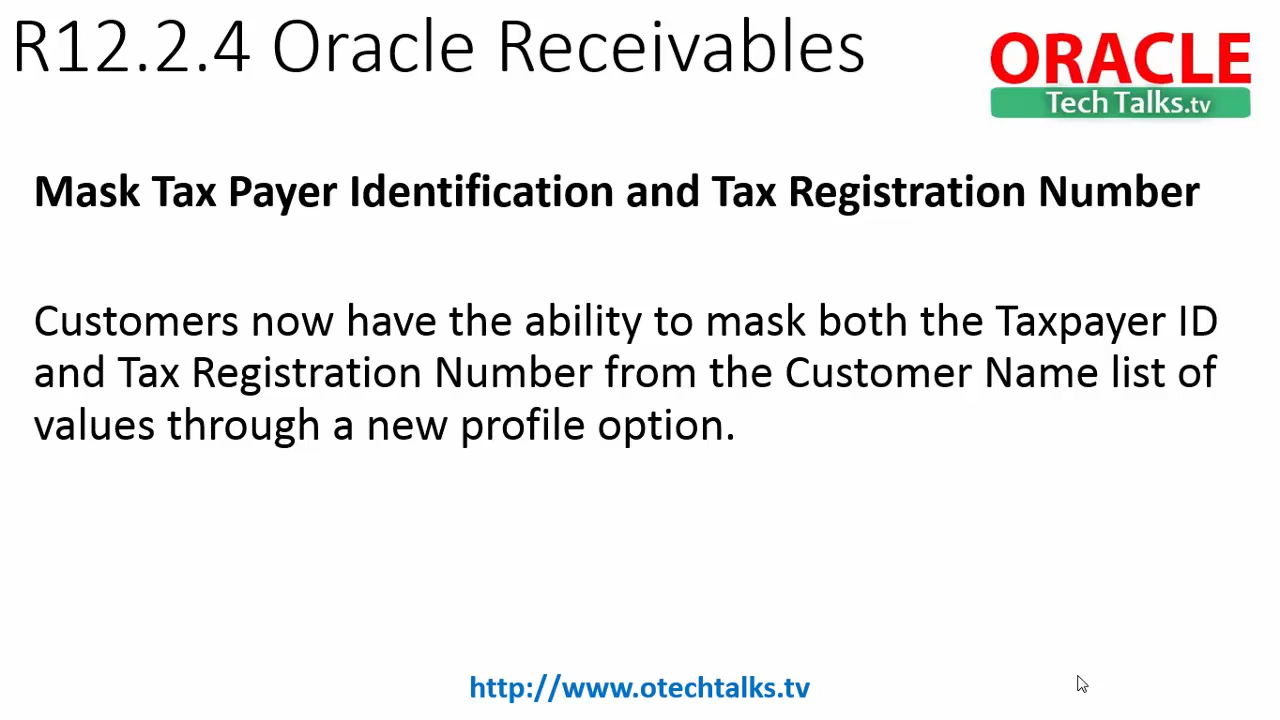 R12.2.4 Oracle Receivables
ORACLE
Tech Talks.tv
Mask Tax Payer Identification and Tax Registration Number
Customers now have the ability to mask both the Taxpayer ID
and Tax Registration Number from the Customer Name list of
values through a new profile option.
http://www.otechtalks.tv